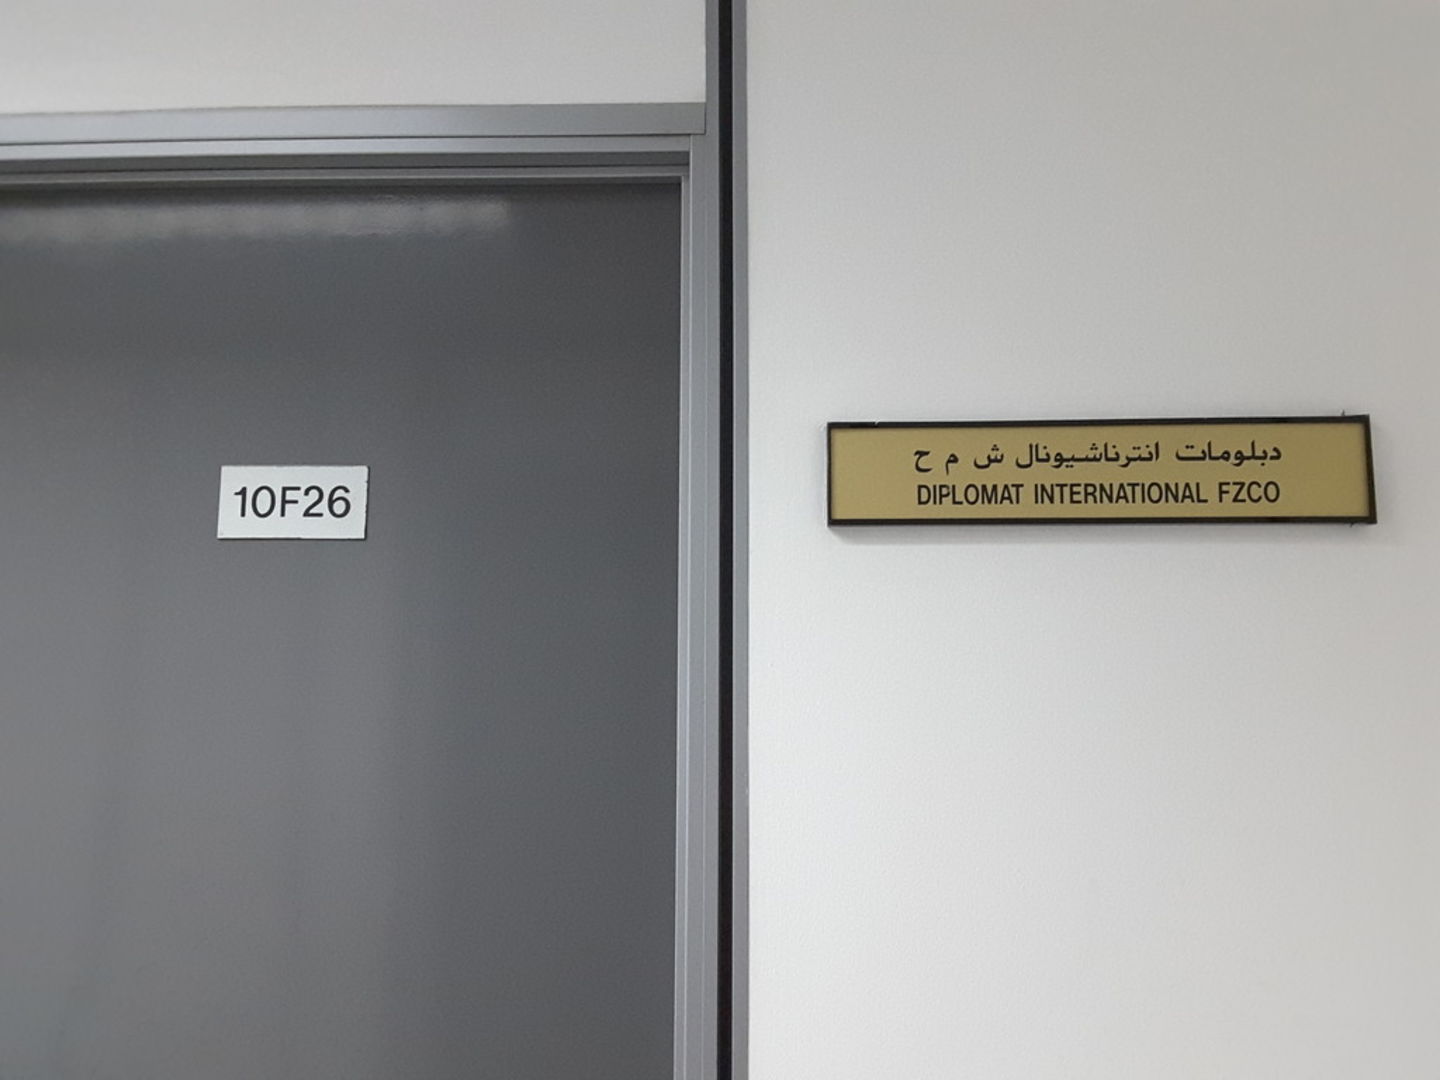 10F26
دبلومات انترناشيونال ش م ح
DIPLOMAT INTERNATIONAL FZCO